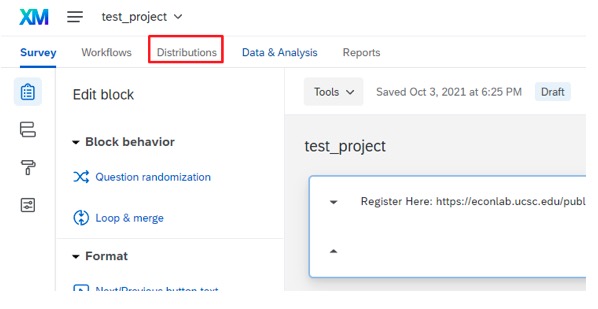 XM test_project
Survey Workflows Distributions Data & Analysis Reports
Edit block
Tools Saved Oct 3, 2021 at 6:25 PM Draft
Block behavior
test_project
Question randomization
Register Here: https://econlab.ucsc.edu/publ
Loop & merge
Format
Next/Previous button text